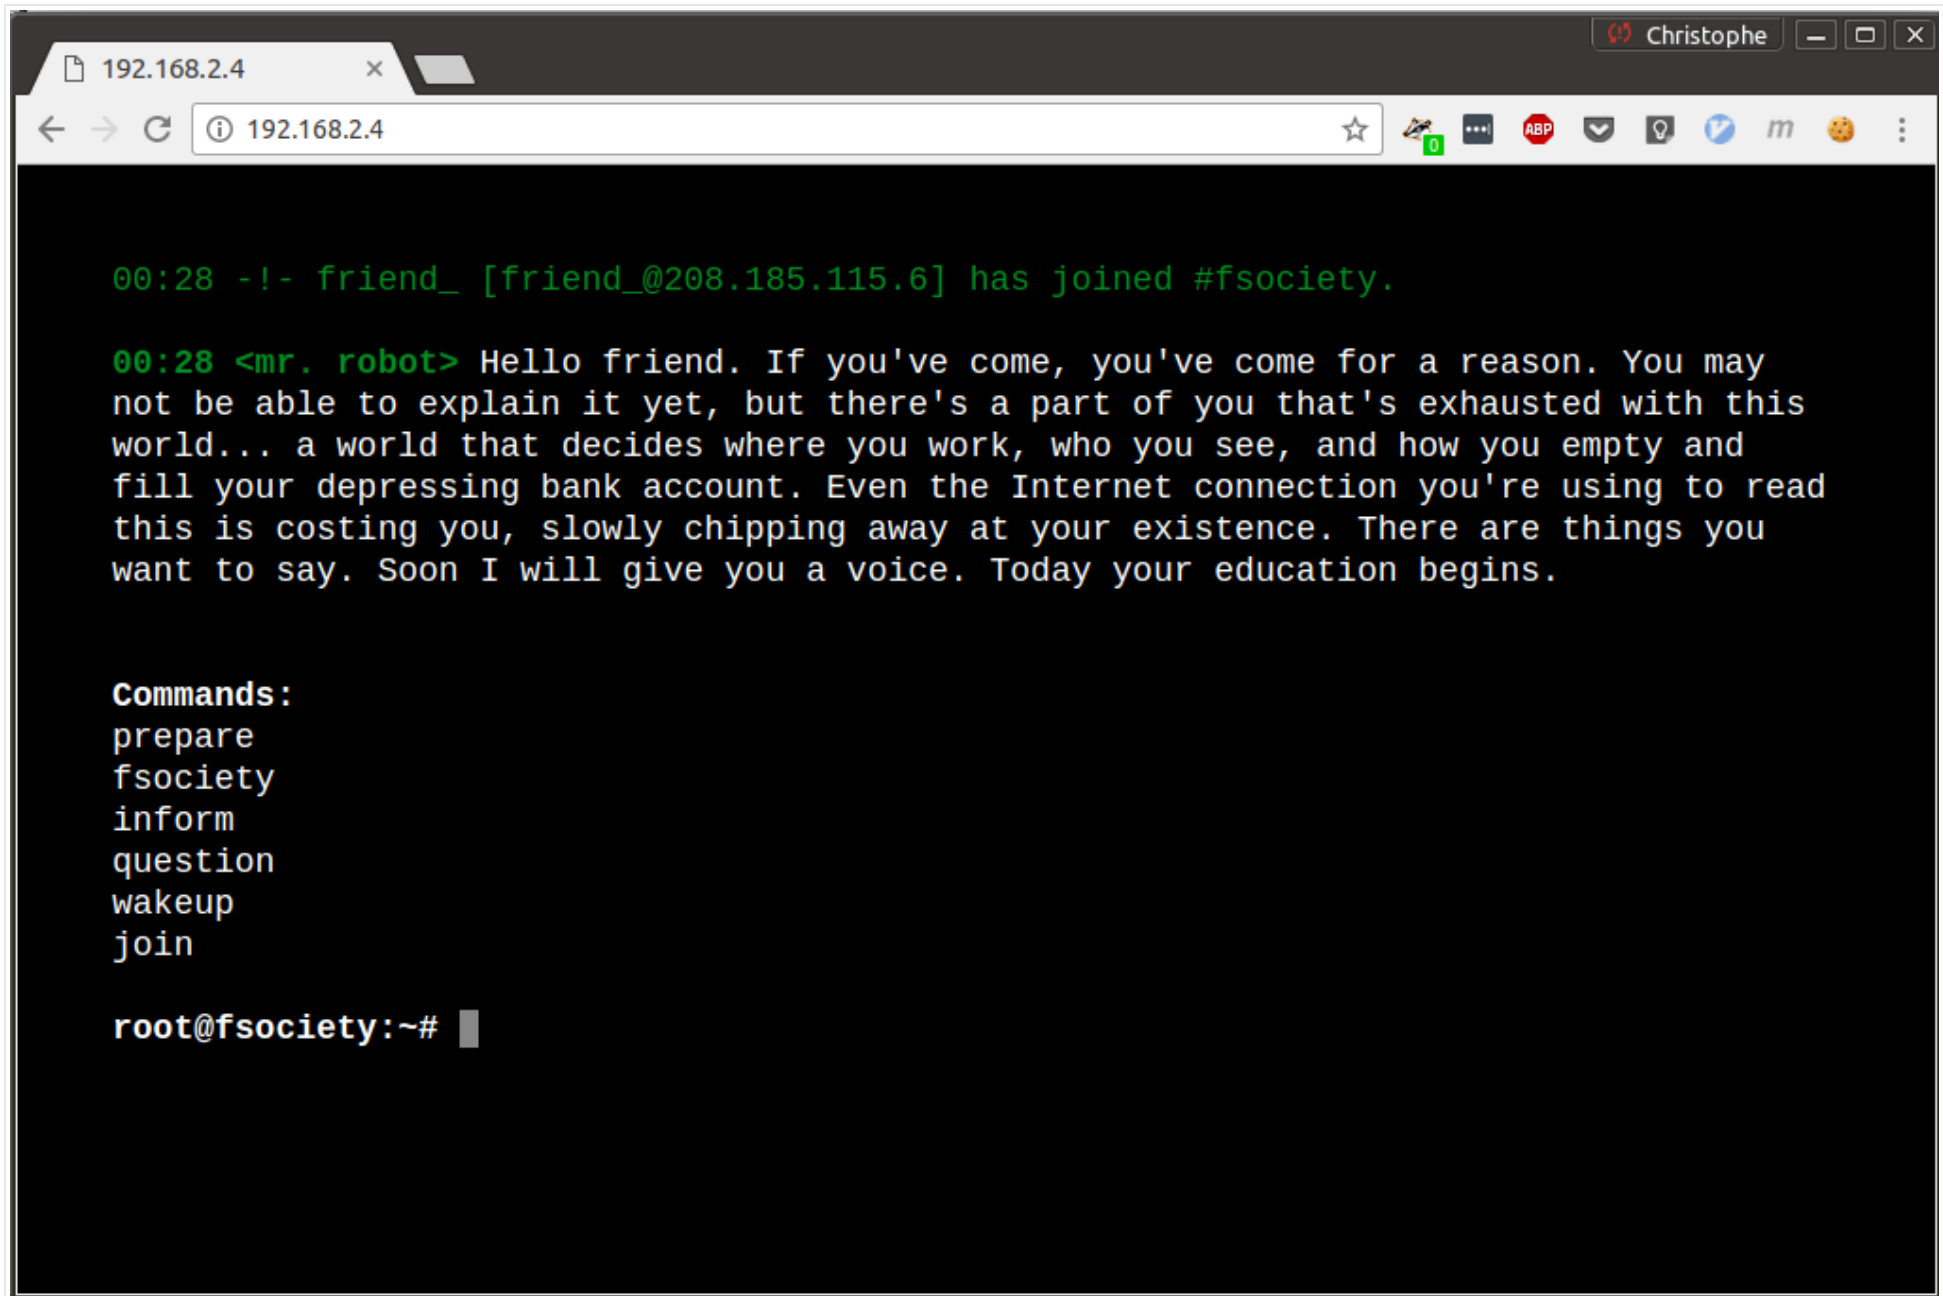 Christophe
192.168.2.4
192.168.2.4
ABP
m
0
00:28 -!- friend_ [friend_@208.185.115.6] has joined #fsociety.
00:28 <mr. robot> Hello friend. If you've come, you've come for a reason. You may
not be able to explain it yet, but there's a part of you that's exhausted with this
world... a world that decides where you work, who you see, and how you empty and
fill your depressing bank account. Even the Internet connection you're using to read
this is costing you, slowly chipping away at your existence. There are things you
want to say. Soon I will give you a voice. Today your education begins.
Commands:
prepare
fsociety
inform
question
wakeup
join
root@fsociety:~#